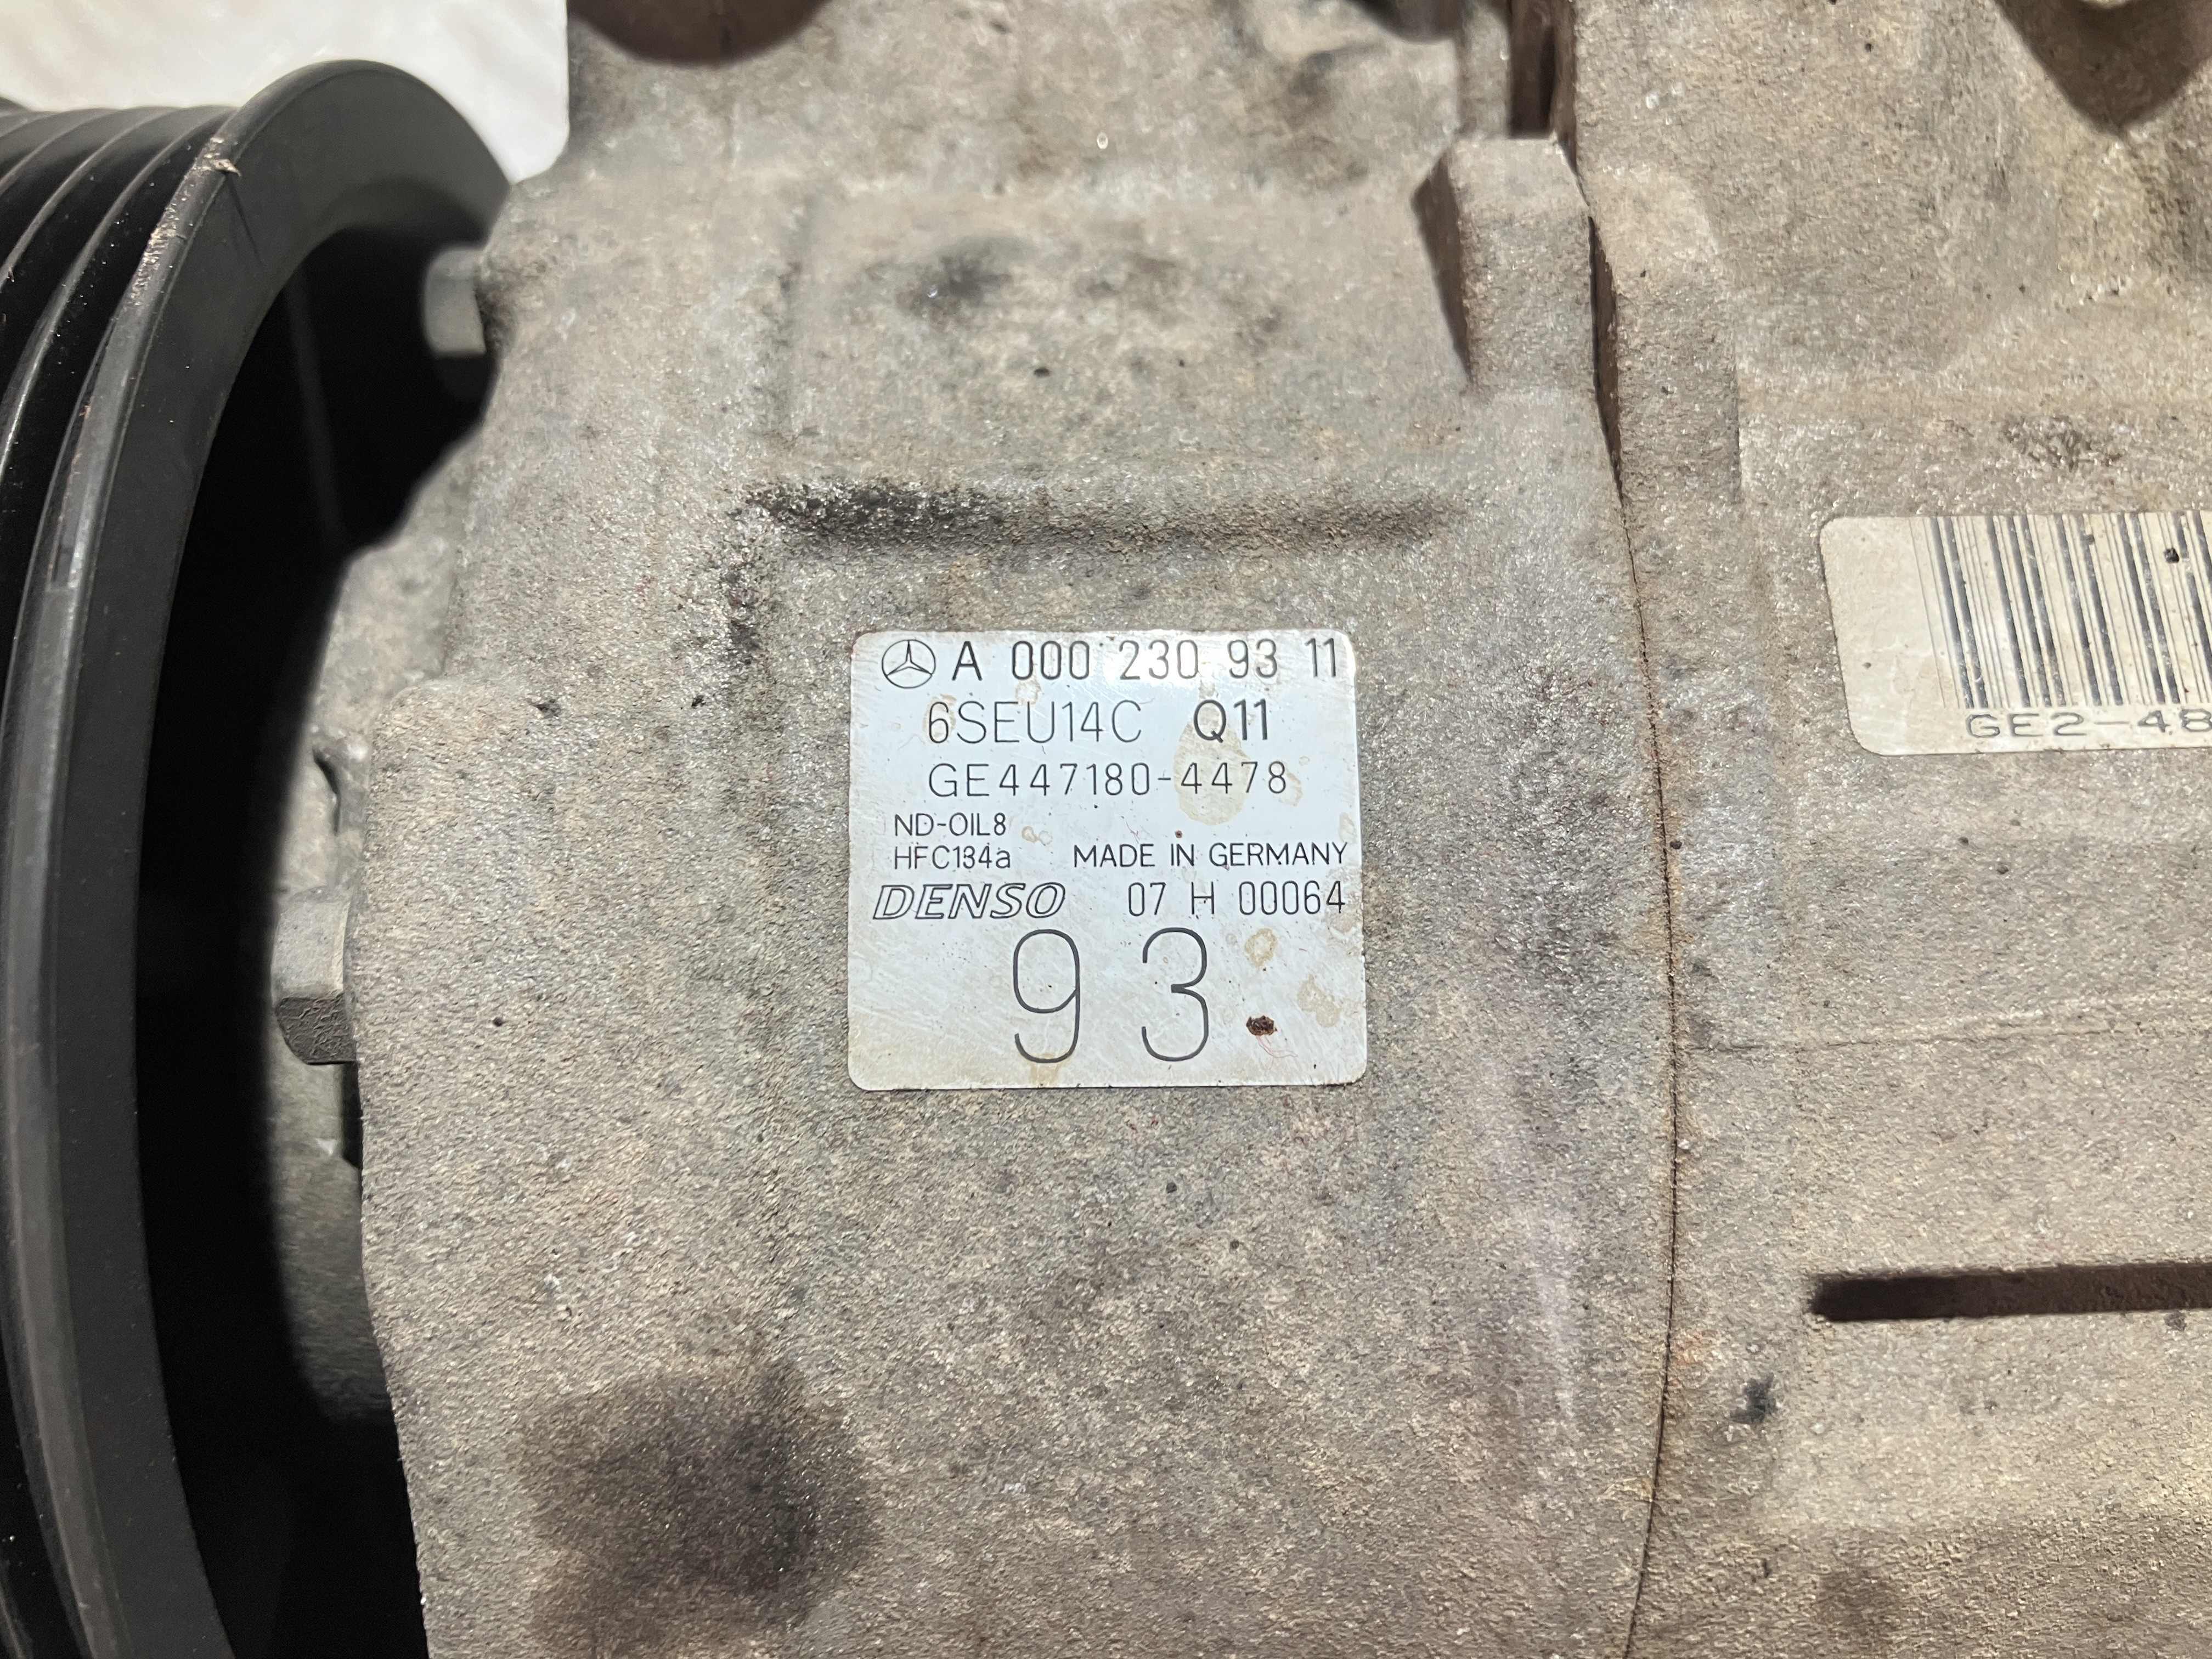 A 000 230 93 11
6SEU14C Q11
GE447180-4478
ND-OIL8
HFC134a MADE IN GERMANY
DENSO 07 H 00064
93
GE2-48